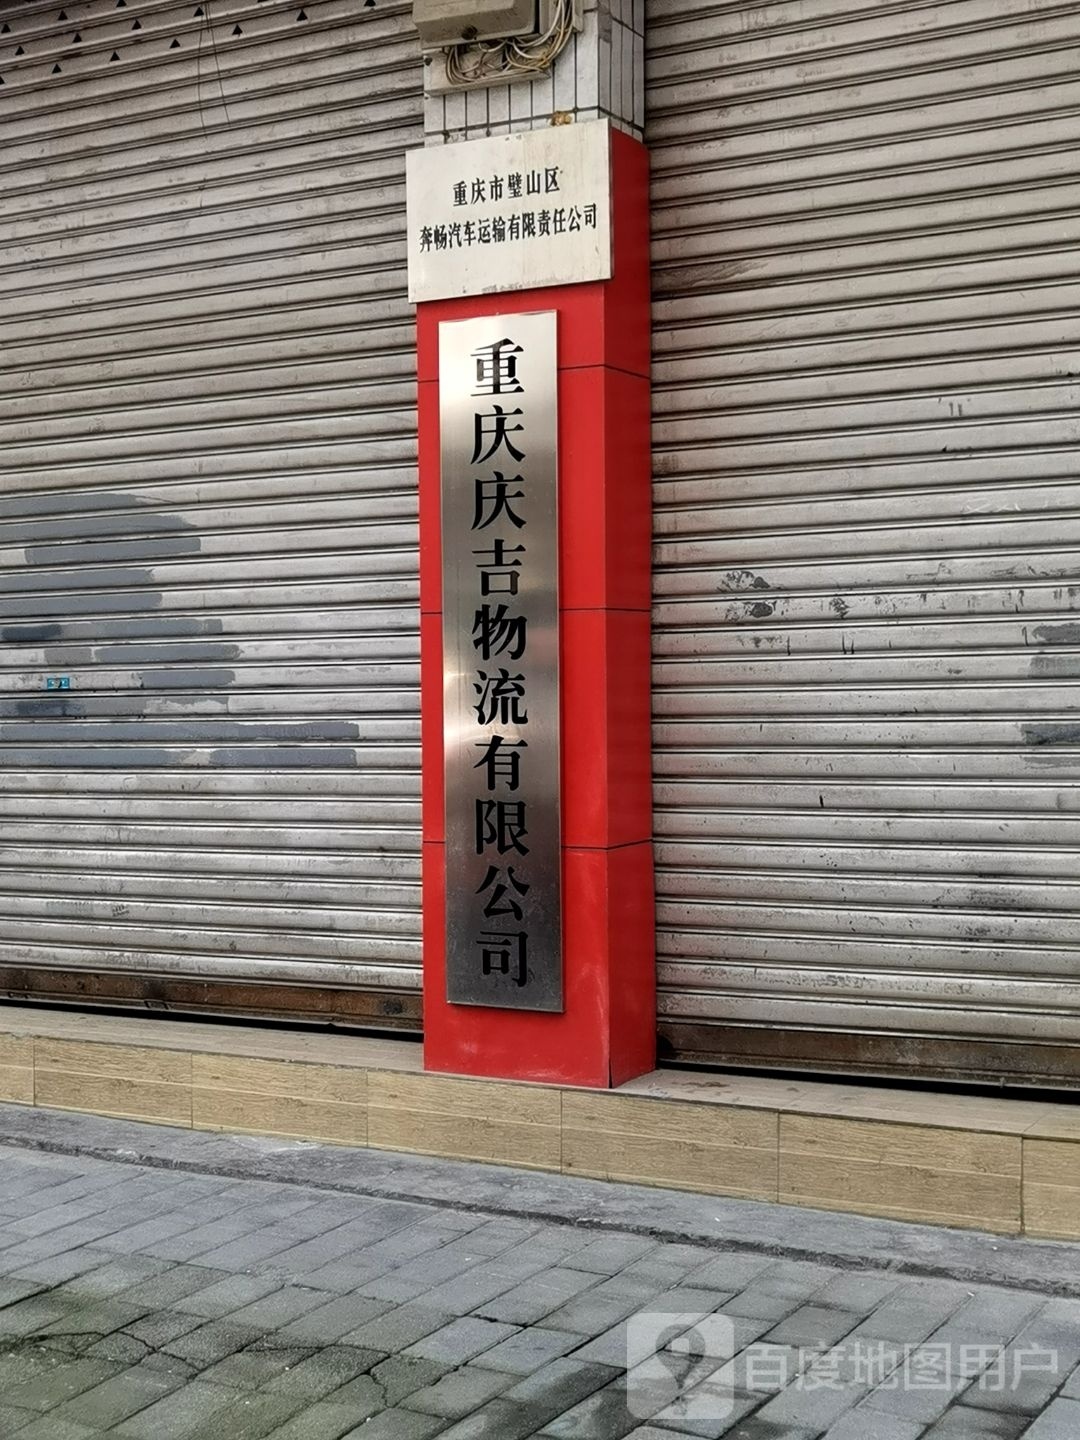 重庆市璧山区
奔畅汽车运输有限责任公司
重庆庆吉物流有限公司
百度地图用户